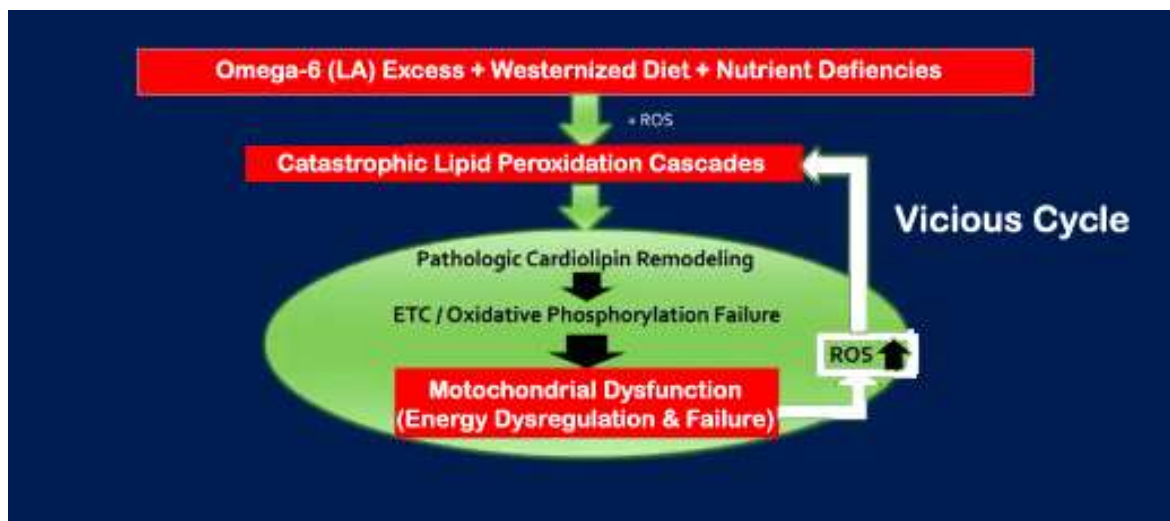 Omega-6 (LA) Excess + Westernized Diet + Nutrient Defiencies
+ ROS
Catastrophic Lipid Peroxidation Cascades
Vicious Cycle
Pathologic Cardiolipin Remodeling
ETC / Oxidative Phosphorylation Failure
ROS
Motochondrial Dysfunction
(Energy Dysregulation & Failure)